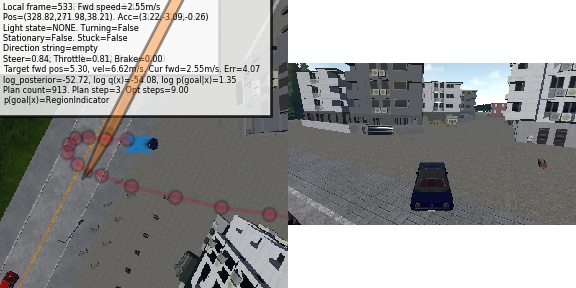 Local frame=533. Fwd speed=2.55m/s
Pos=(328.82,271.98,38.21). Acc=(3.22,-3.09,-0.26)
Light state=NONE. Turning=False
Stationary=False. Stuck=False
Direction string=empty
Steer=0.84, Throttle=0.81, Brake=0.00
Target fwd pos=5.30, vel=6.62m/s. Cur fwd=2.55m/s. Err=4.07
log_posterior=-52.72, log q(x)=-54.08, log p(goal|x)=1.35
Plan count=913. Plan step=3. Opt steps=9.00
p(goal|x)=RegionIndicator